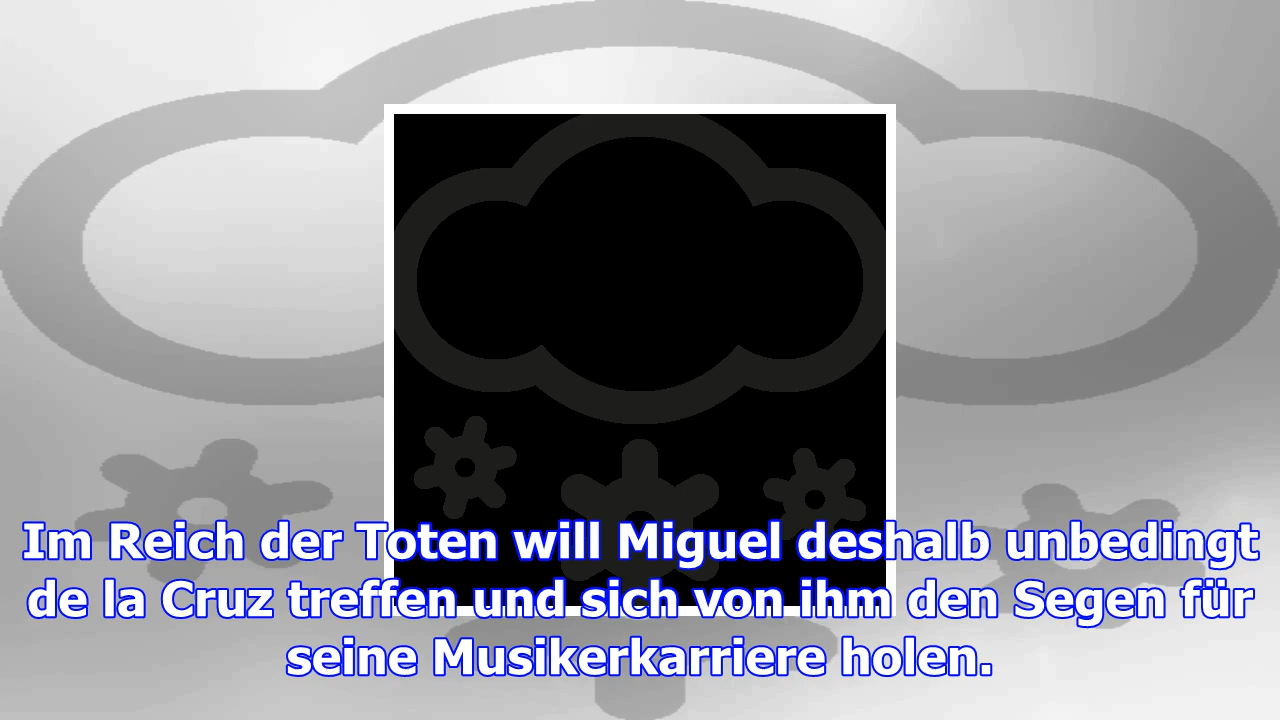 Im Reich der Toten will Miguel deshalb unbedingt
de la Cruz treffen und sich von ihm den Segen für
seine Musikerkarriere holen.